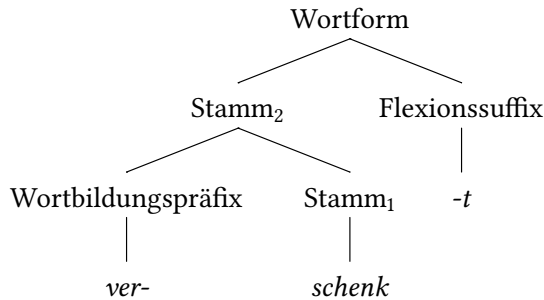 Wortform
Stamm₂ Flexionssuffix
Wortbildungspräfix Stamm₁ -t
ver- schenk